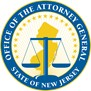 OFFICE OF THE ATTORNEY GENERAL
STATE OF NEW JERSEY